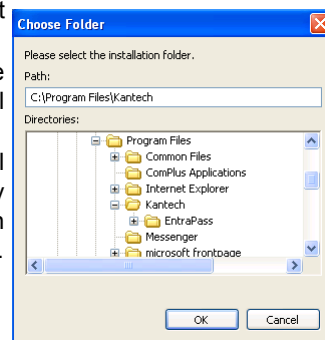 Choose Folder
Please select the installation folder.
Path:
C:\Program Files\Kantech
Directories:
Program Files
Common Files
ComPlus Applications
Internet Explorer
Kantech
EntraPass
Messenger
microsoft frontpage
OK Cancel